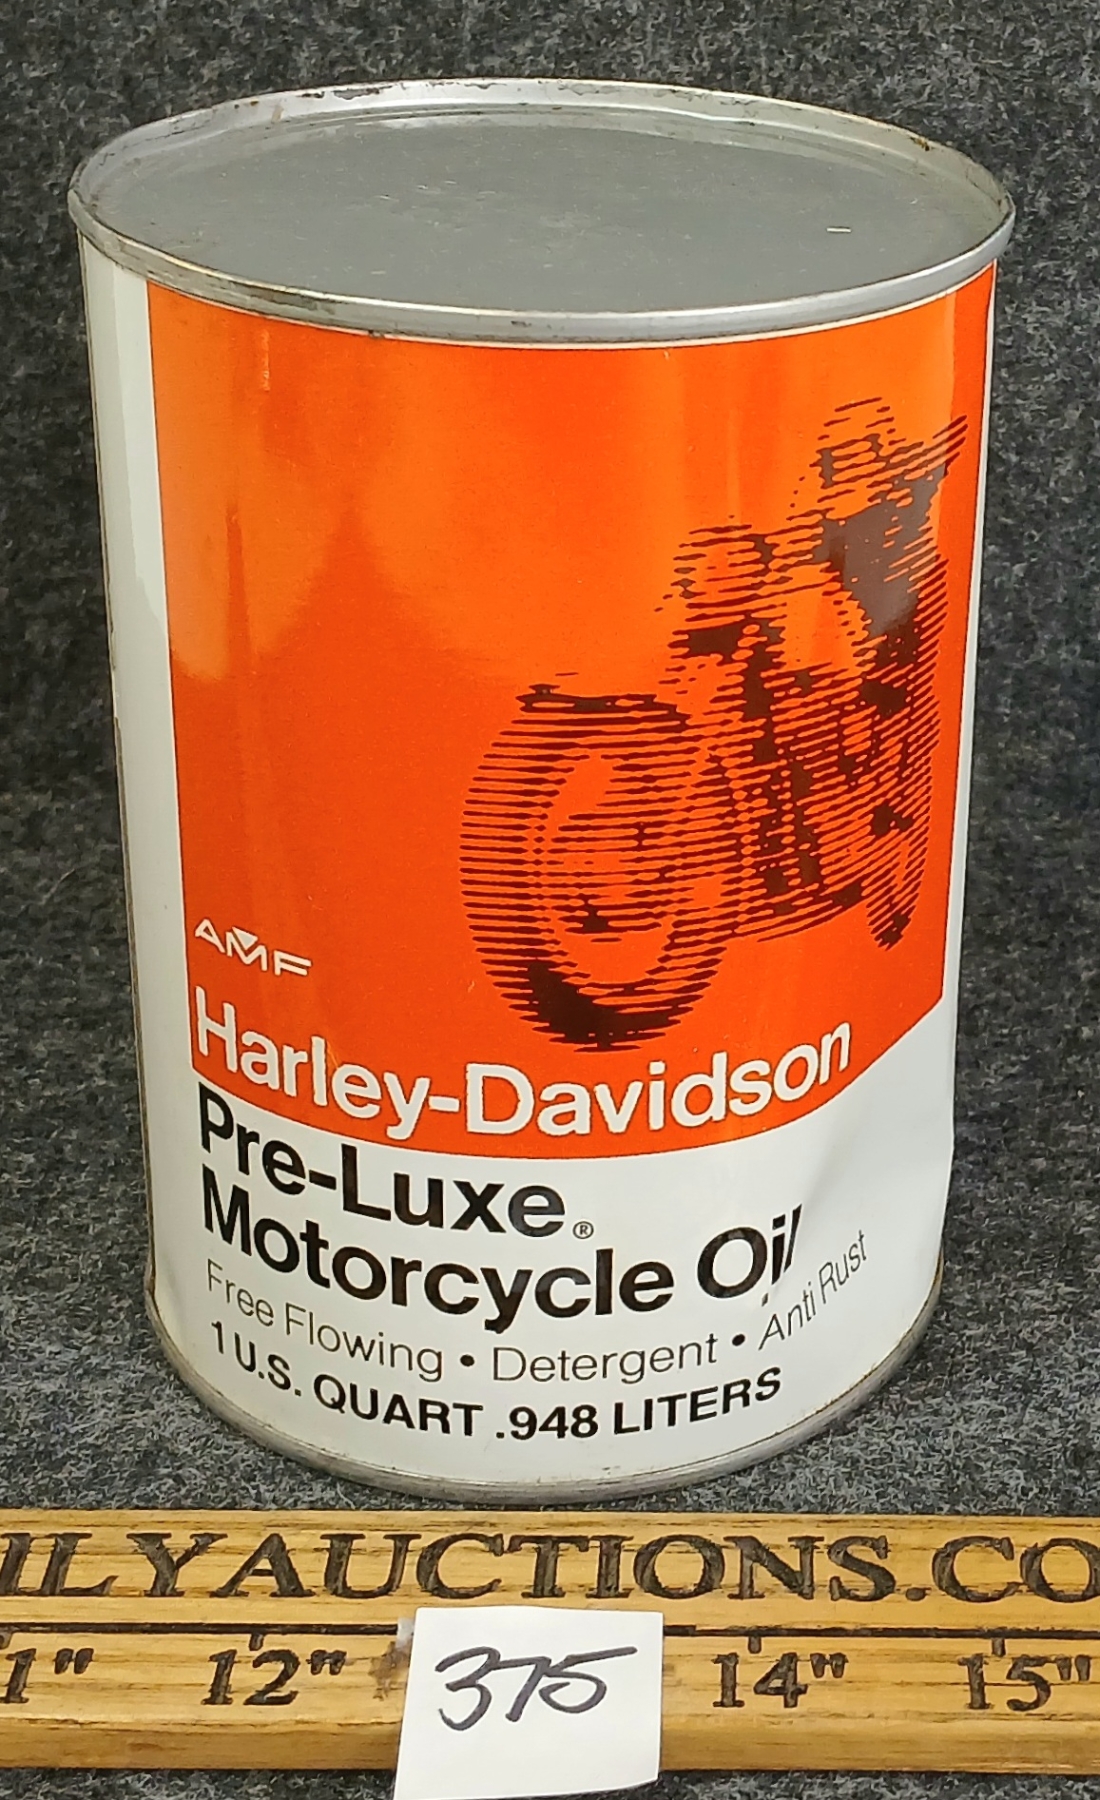 AMF
Harley-Davidson
Pre-Luxe®
Motorcycle Oil
Free Flowing • Detergent • Anti Rust
1 U.S. QUART .948 LITERS
ILYAUCTIONS.CO
1" 12" 14" 15"
375